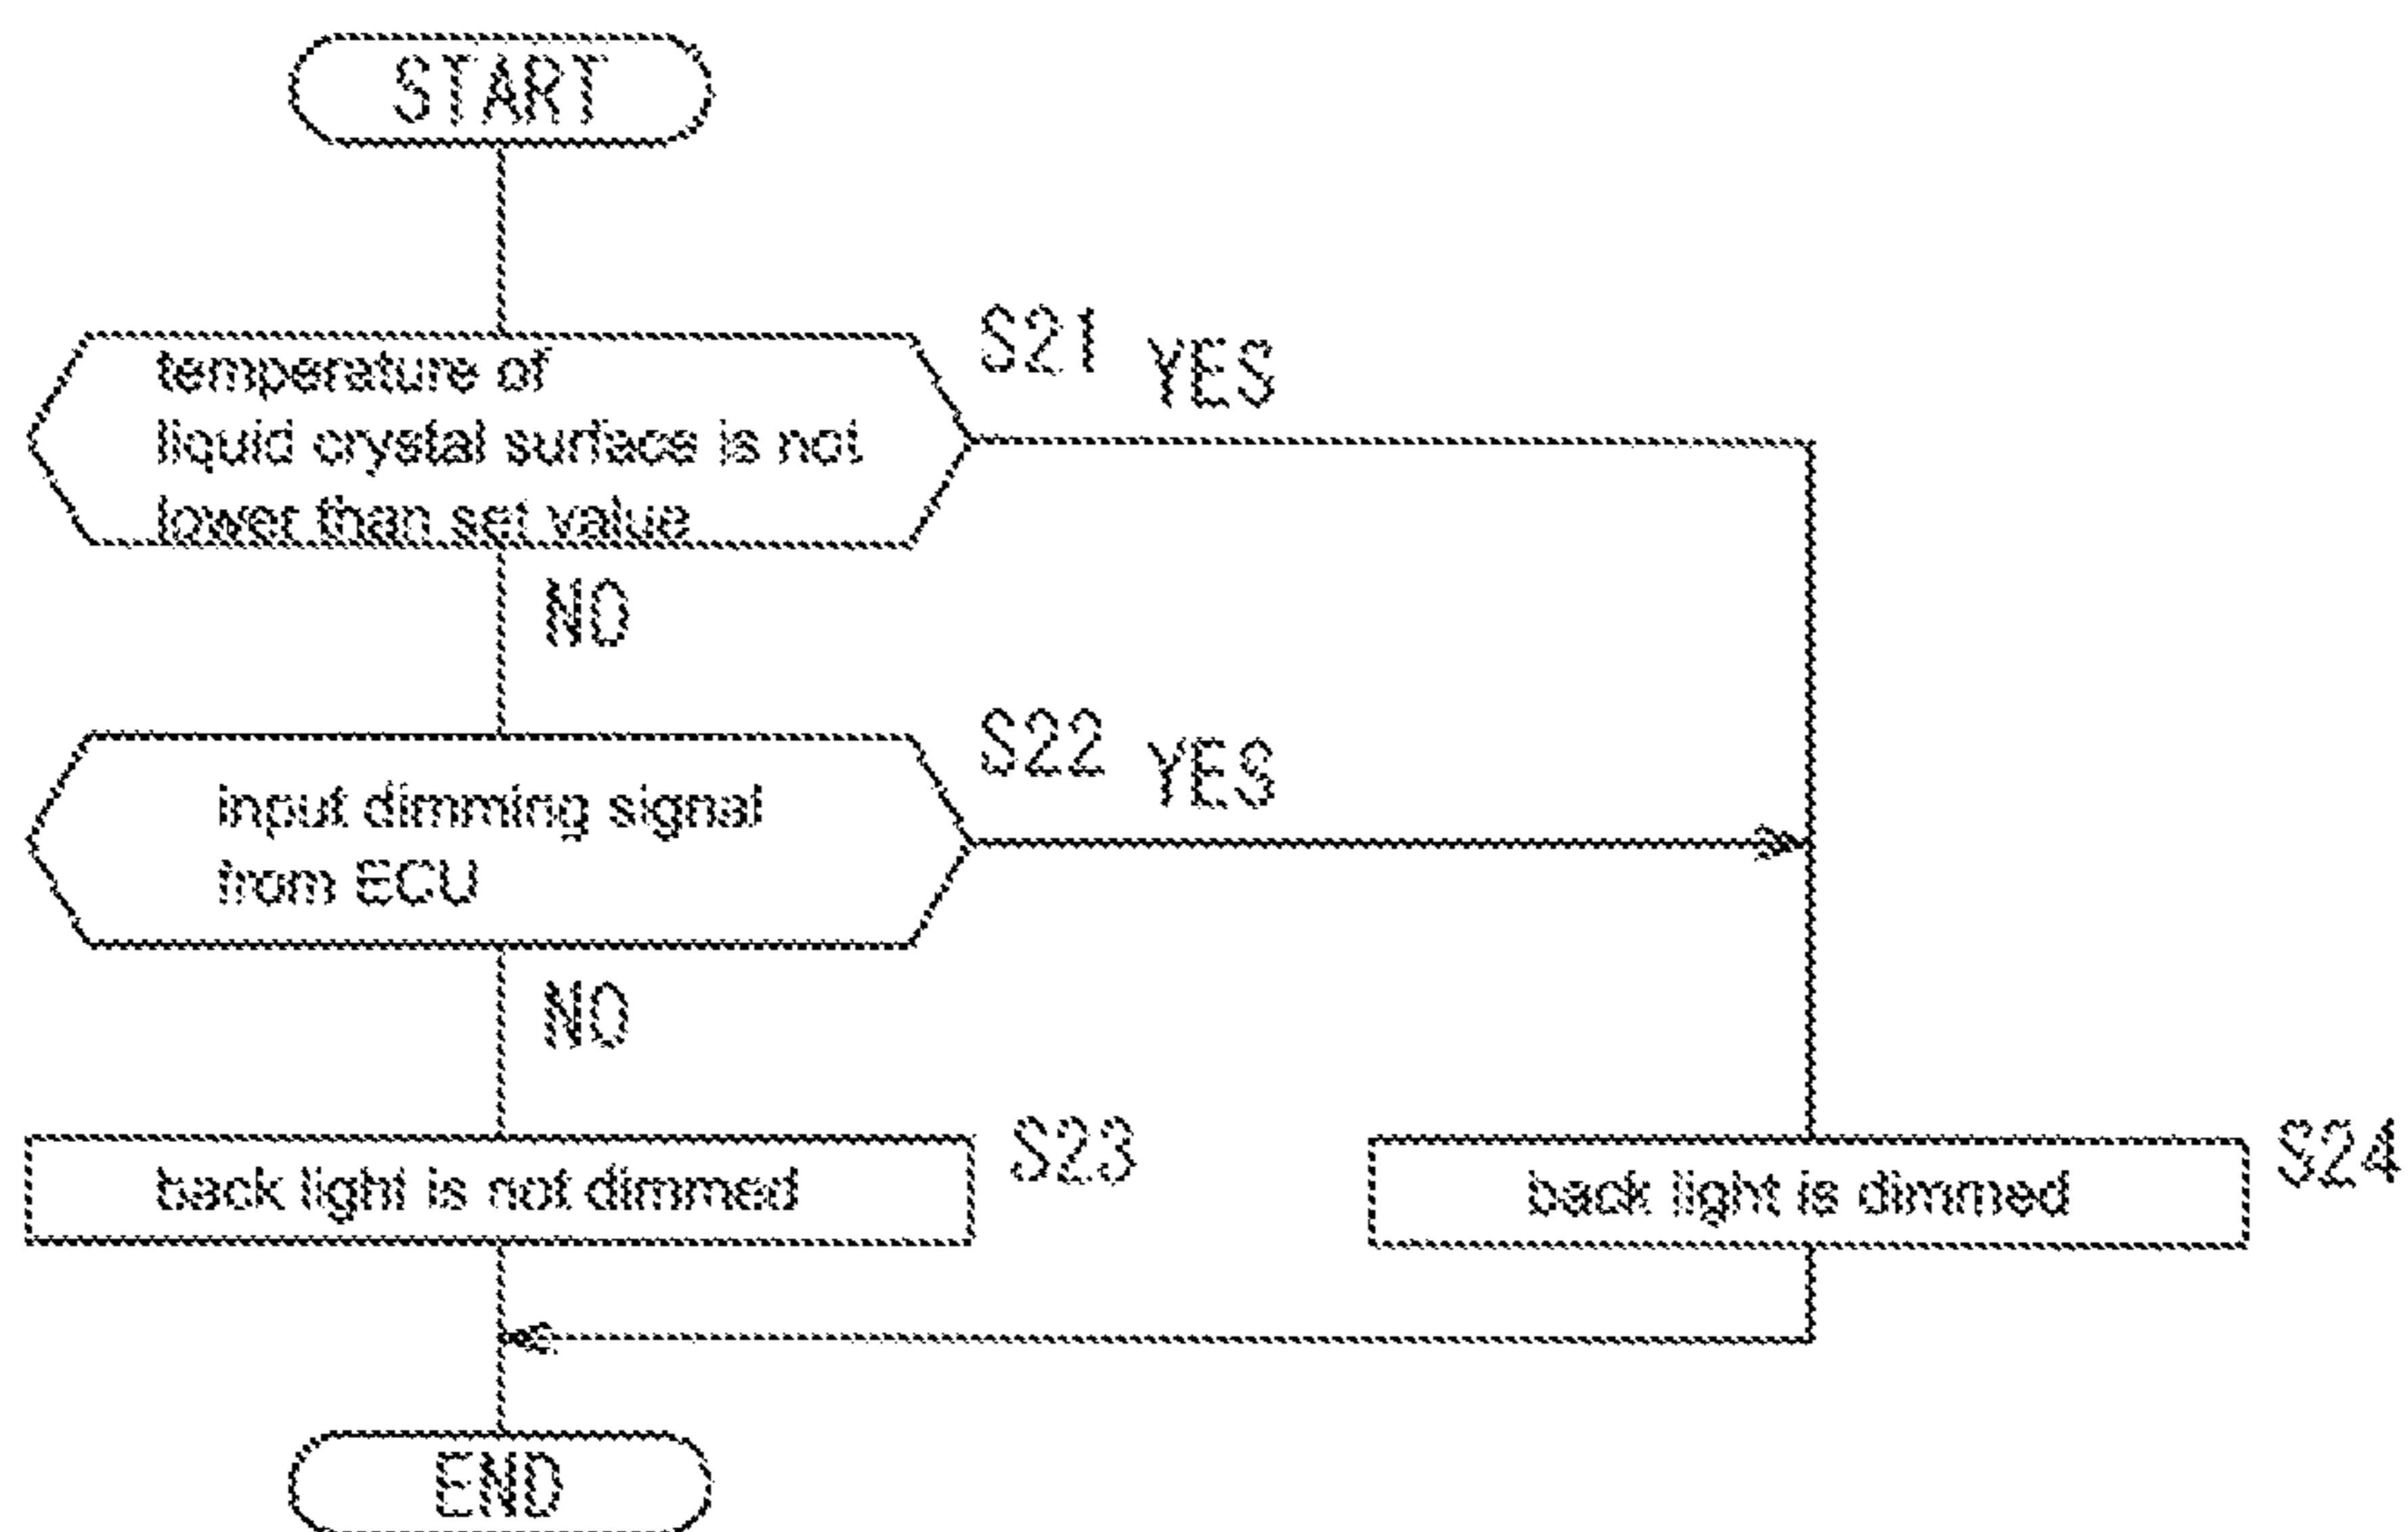 START
S21 YES
temperature of
liquid crystal surface is not
lower than set value
NO
S22 YES
input dimming signal
from ECU
NO
S23
back light is not dimmed
S24
back light is dimmed
END